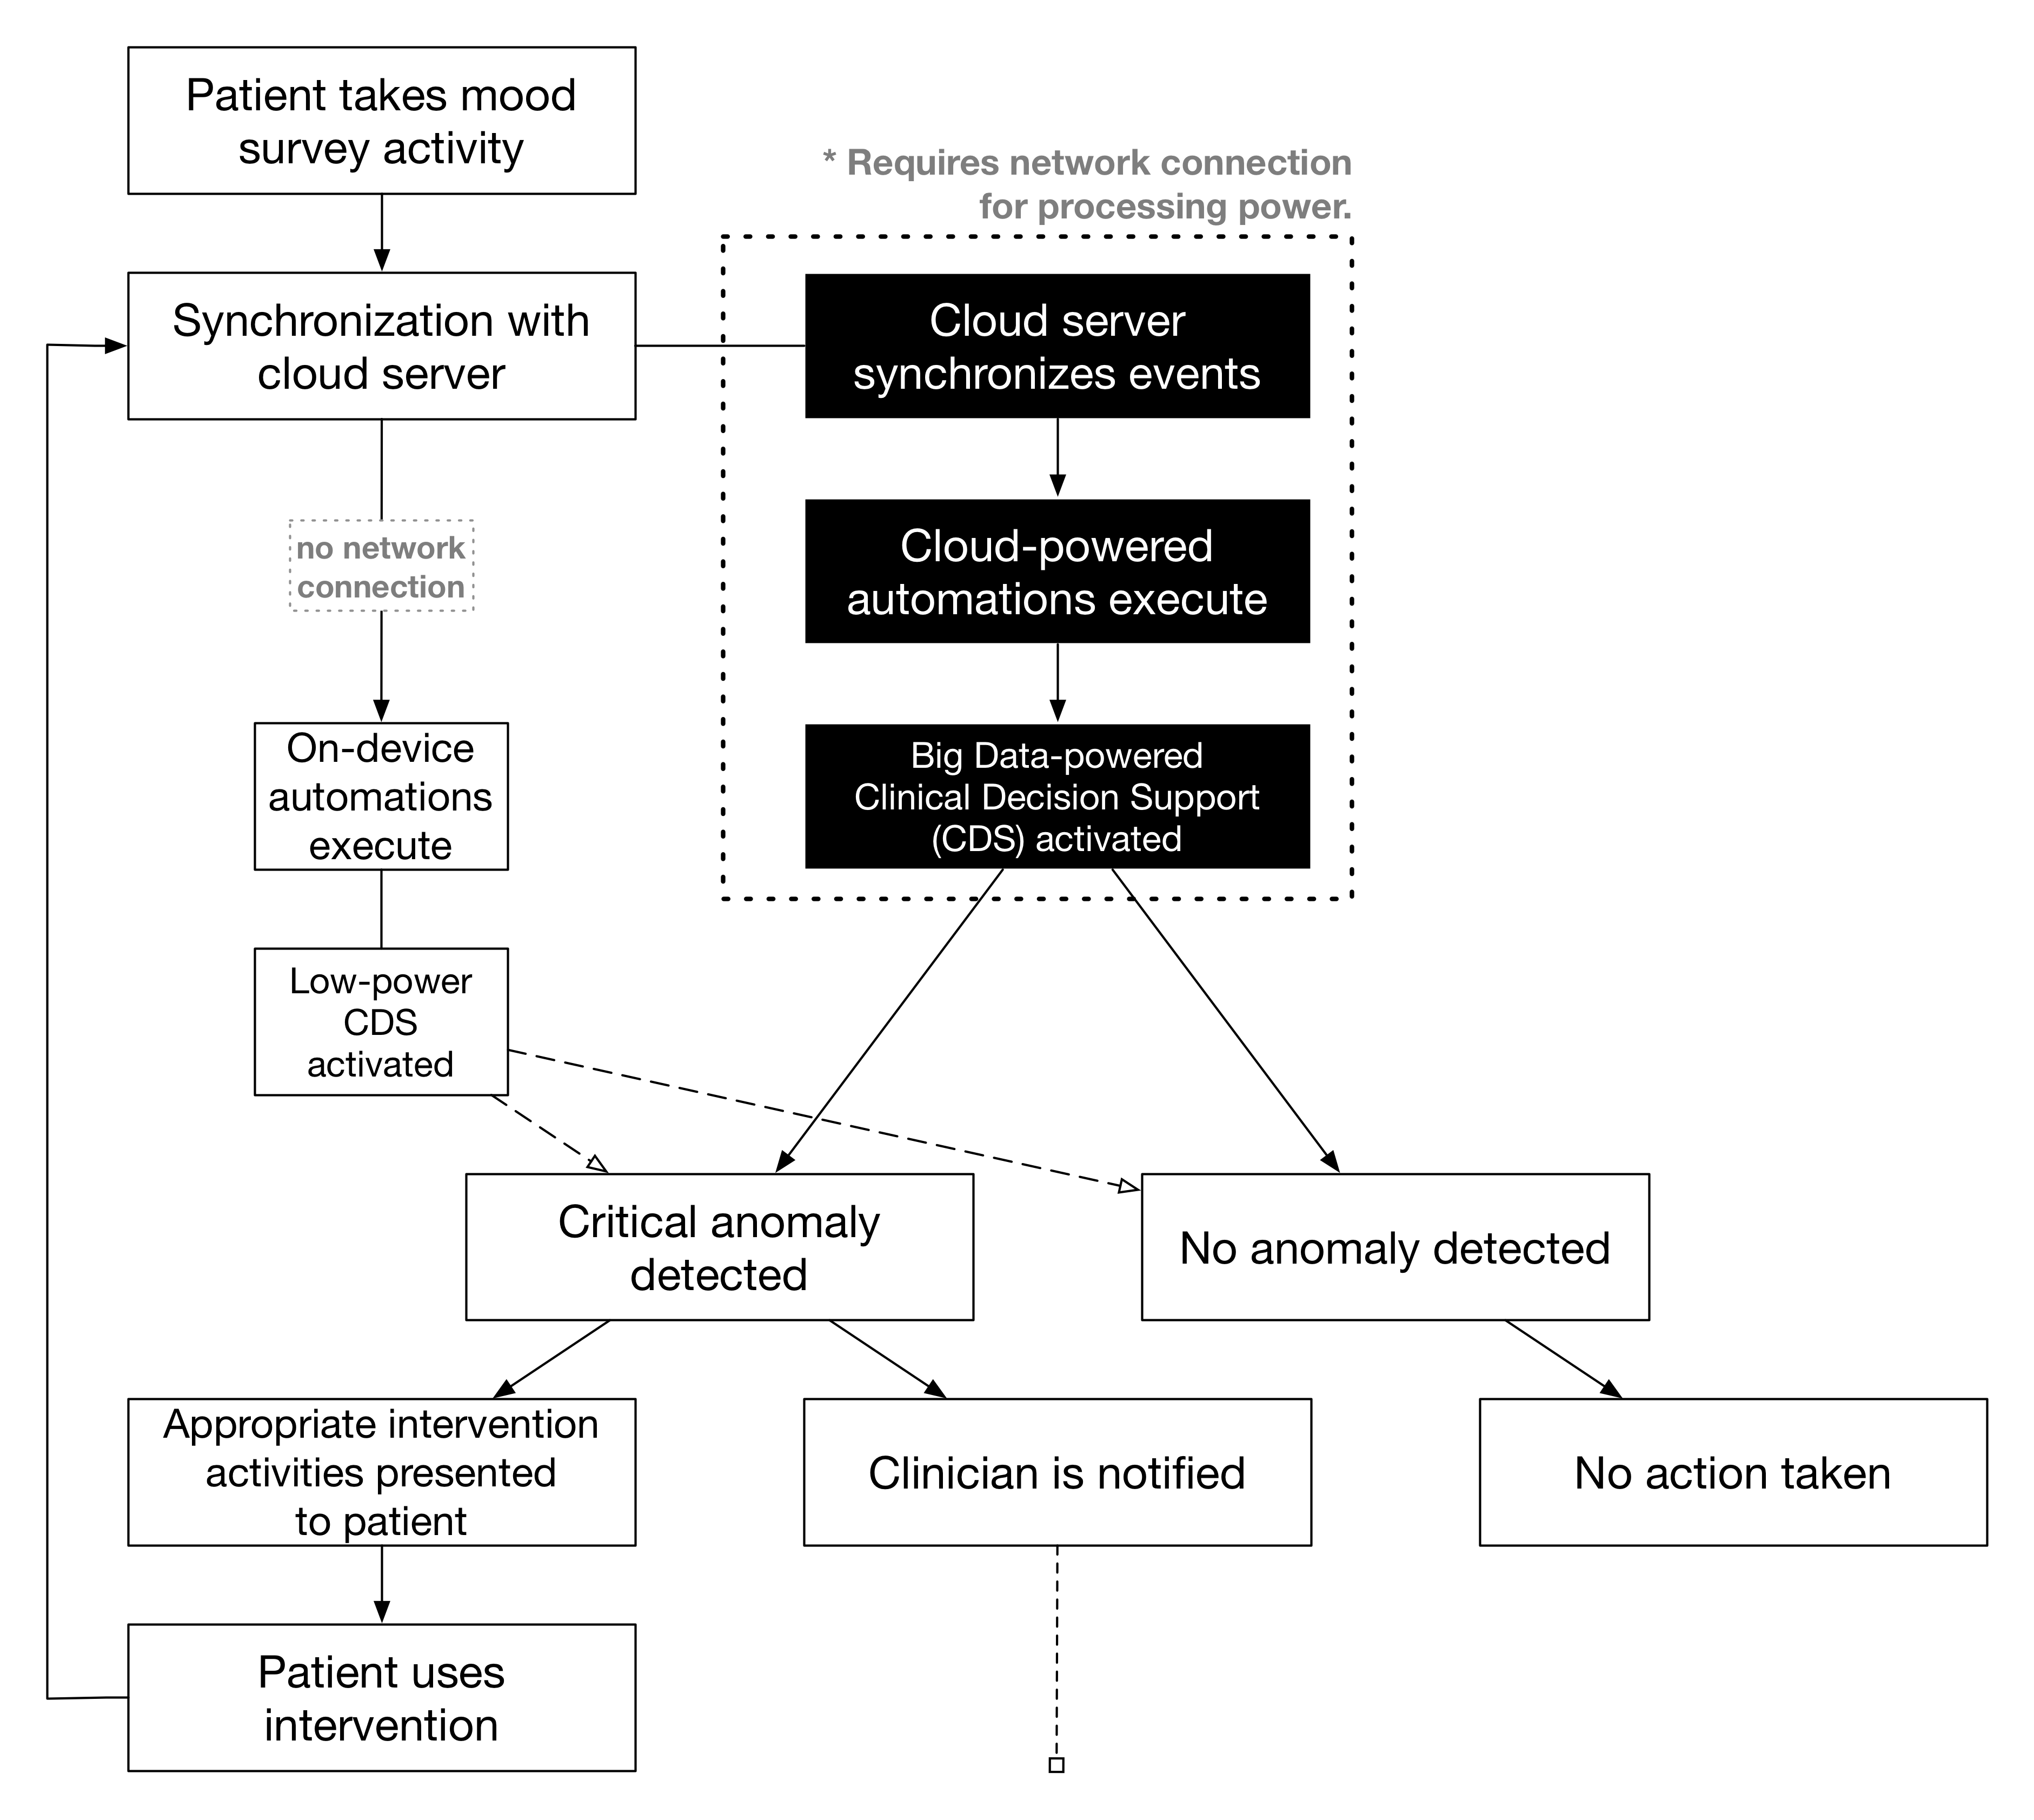 Patient takes mood
survey activity
* Requires network connection
for processing power.
Synchronization with
cloud server
Cloud server
synchronizes events
no network
connection
Cloud-powered
automations execute
On-device
automations
execute
Big Data-powered
Clinical Decision Support
(CDS) activated
Low-power
CDS
activated
Critical anomaly
detected
No anomaly detected
Appropriate intervention
activities presented
to patient
Clinician is notified
No action taken
Patient uses
intervention